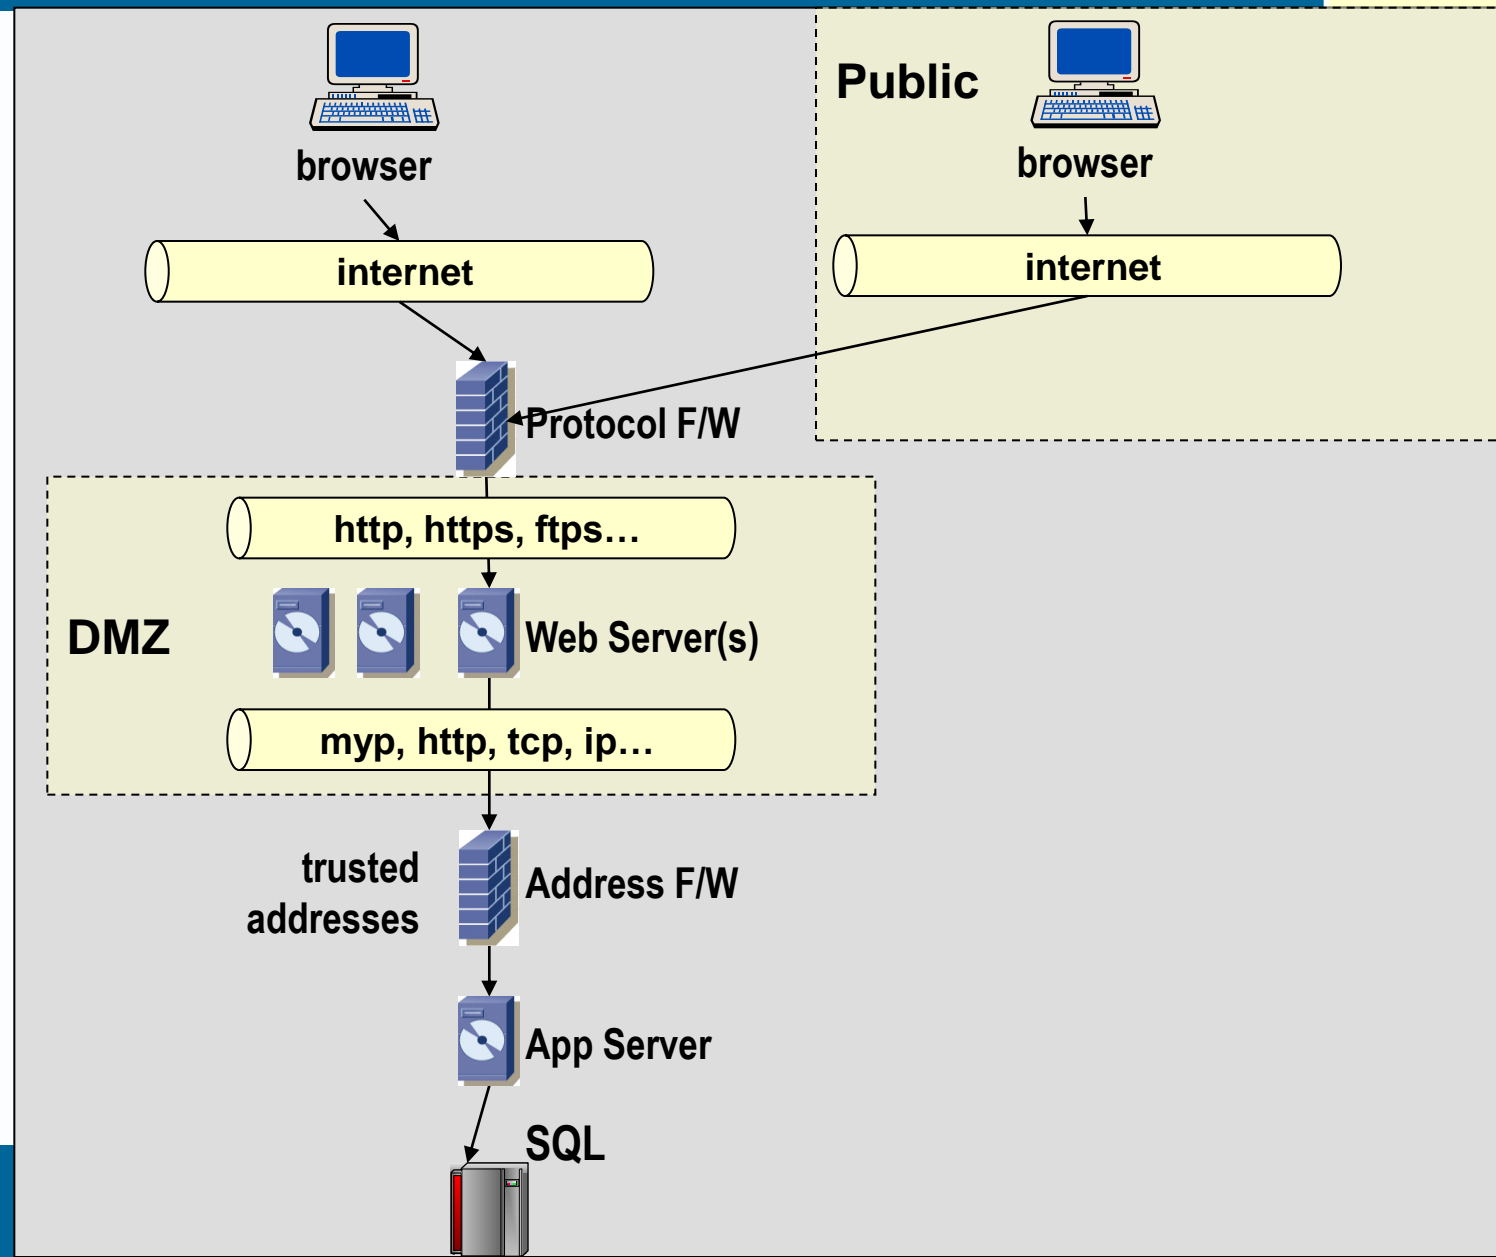 Public
browser
browser
internet
internet
Protocol F/W
http, https, ftps…
DMZ
Web Server(s)
myp, http, tcp, ip…
trusted
addresses
Address F/W
App Server
SQL